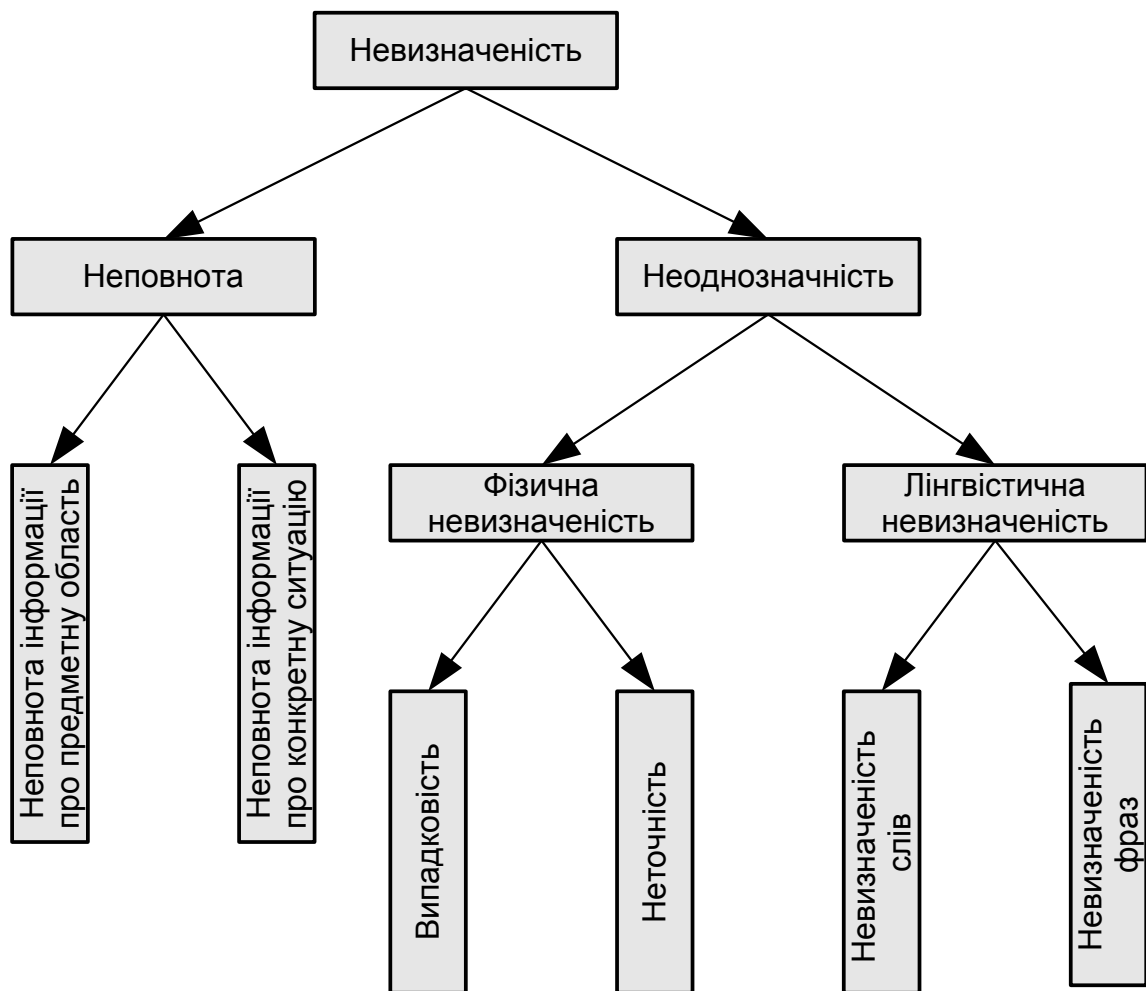 Невизначеність
Неповнота
Неоднозначність
Неповнота інформації
про предметну область
Неповнота інформації
про конкретну ситуацію
Фізична
невизначеність
Лінгвістична
невизначеність
Випадковість
Неточність
Невизначеність
слів
Невизначеність
фраз